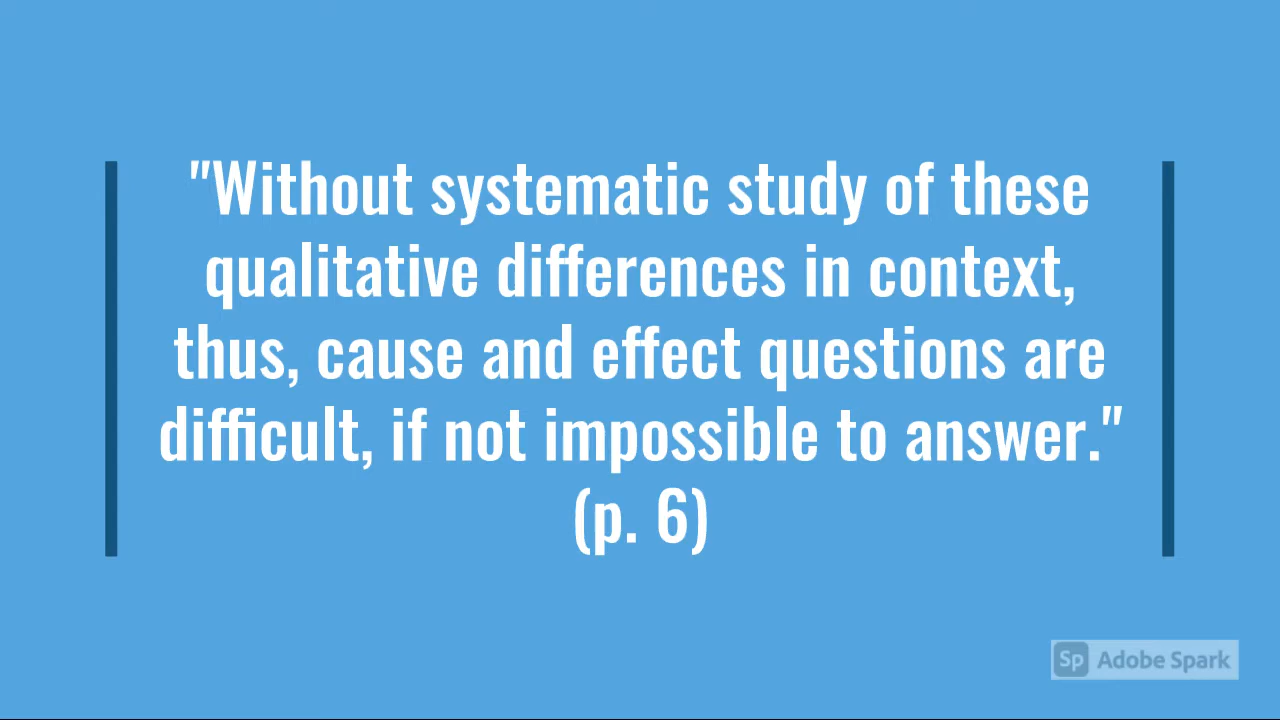 "Without systematic study of these
qualitative differences in context,
thus, cause and effect questions are
difficult, if not impossible to answer."
(p. 6)
Sp Adobe Spark